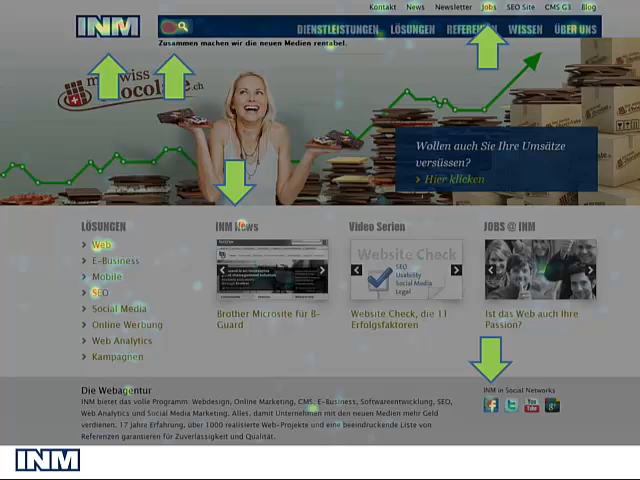 Kontakt News Newsletter Jobs SEO Site CMS G3 Blog
INM
DIENSTLEISTUNGEN LÖSUNGEN REFERENZEN WISSEN ÜBER UNS
Zusammen machen wir die neuen Medien rentabel.
Wollen auch Sie Ihre Umsätze
versüssen?
Hier klicken
LÖSUNGEN
Web
E-Business
Mobile
SEO
Social Media
Online Werbung
Web Analytics
Kampagnen
INM News
Brother Microsite für B-
Guard
Video Serien
Website Check
SEO
Usability
Social Media
Legal
Website Check, die 11
Erfolgsfaktoren
JOBS @ INM
Ist das Web auch Ihre
Passion?
Die Webagentur
INM bietet das volle Programm: Webdesign, Online Marketing, CMS, E-Business, Softwareentwicklung, SEO,
Web Analytics und Social Media Marketing. Alles, damit Unternehmen mit den neuen Medien mehr Geld
verdienen. 17 Jahre Erfahrung, über 1000 realisierte Web-Projekte und eine beeindruckende Liste von
Referenzen garantieren für Zuverlässigkeit und Qualität.
INM in Social Networks
You
Tube
INM